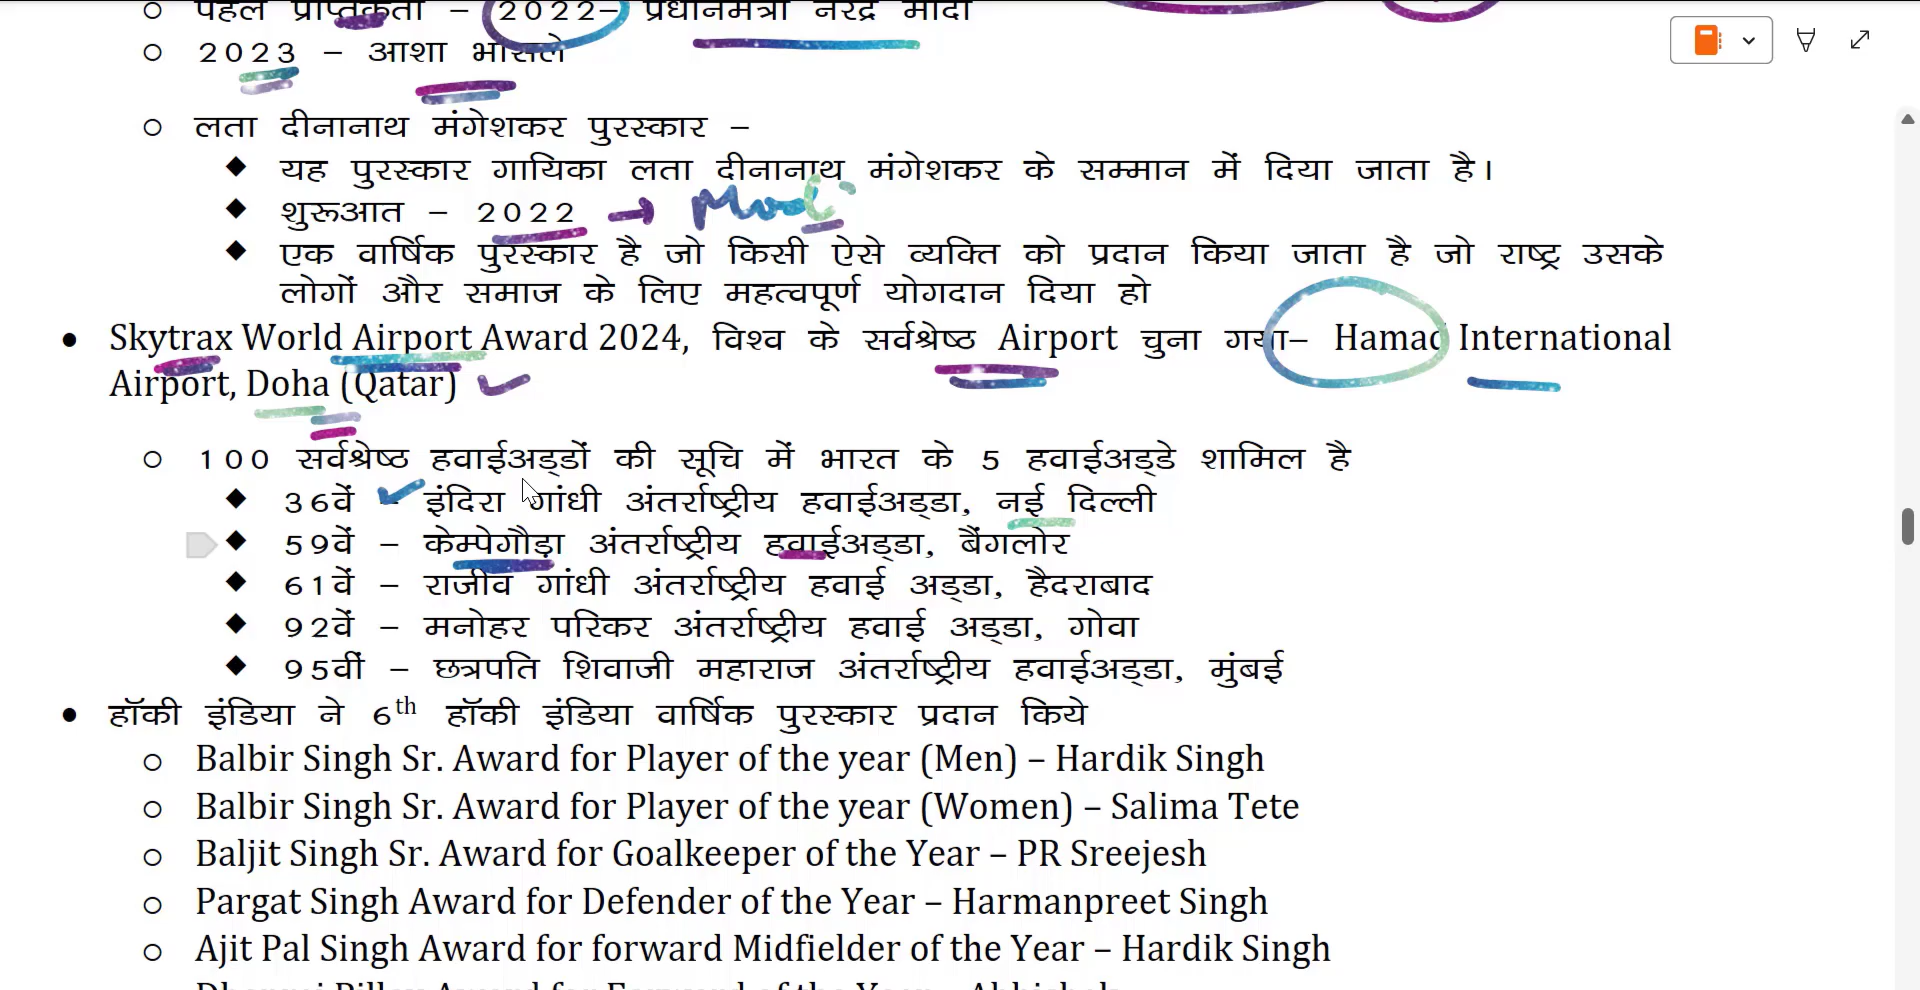 ○ पहले प्राप्तिकर्ता – 2022– प्रधानमंत्री नरेंद्र मोदी
○ 2023 – आशा भोसले
○ लता दीनानाथ मंगेशकर पुरस्कार –
◆ यह पुरस्कार गायिका लता दीनानाथ मंगेशकर के सम्मान में दिया जाता है।
◆ शुरूआत – 2022 → Modi
◆ एक वार्षिक पुरस्कार है जो किसी ऐसे व्यक्ति को प्रदान किया जाता है जो राष्ट्र उसके
लोगों और समाज के लिए महत्वपूर्ण योगदान दिया हो
● Skytrax World Airport Award 2024, विश्व के सर्वश्रेष्ठ Airport चुना गया– Hamad International
Airport, Doha (Qatar)
○ 100 सर्वश्रेष्ठ हवाईअड्डों की सूचि में भारत के 5 हवाईअड्डे शामिल है
◆ 36वें – इंदिरा गांधी अंतर्राष्ट्रीय हवाईअड्डा, नई दिल्ली
◆ 59वें – केम्पेगौड़ा अंतर्राष्ट्रीय हवाईअड्डा, बैंगलोर
◆ 61वें – राजीव गांधी अंतर्राष्ट्रीय हवाई अड्डा, हैदराबाद
◆ 92वें – मनोहर परिकर अंतर्राष्ट्रीय हवाई अड्डा, गोवा
◆ 95वीं – छत्रपति शिवाजी महाराज अंतर्राष्ट्रीय हवाईअड्डा, मुंबई
● हॉकी इंडिया ने 6th हॉकी इंडिया वार्षिक पुरस्कार प्रदान किये
○ Balbir Singh Sr. Award for Player of the year (Men) – Hardik Singh
○ Balbir Singh Sr. Award for Player of the year (Women) – Salima Tete
○ Baljit Singh Sr. Award for Goalkeeper of the Year – PR Sreejesh
○ Pargat Singh Award for Defender of the Year – Harmanpreet Singh
○ Ajit Pal Singh Award for forward Midfielder of the Year – Hardik Singh